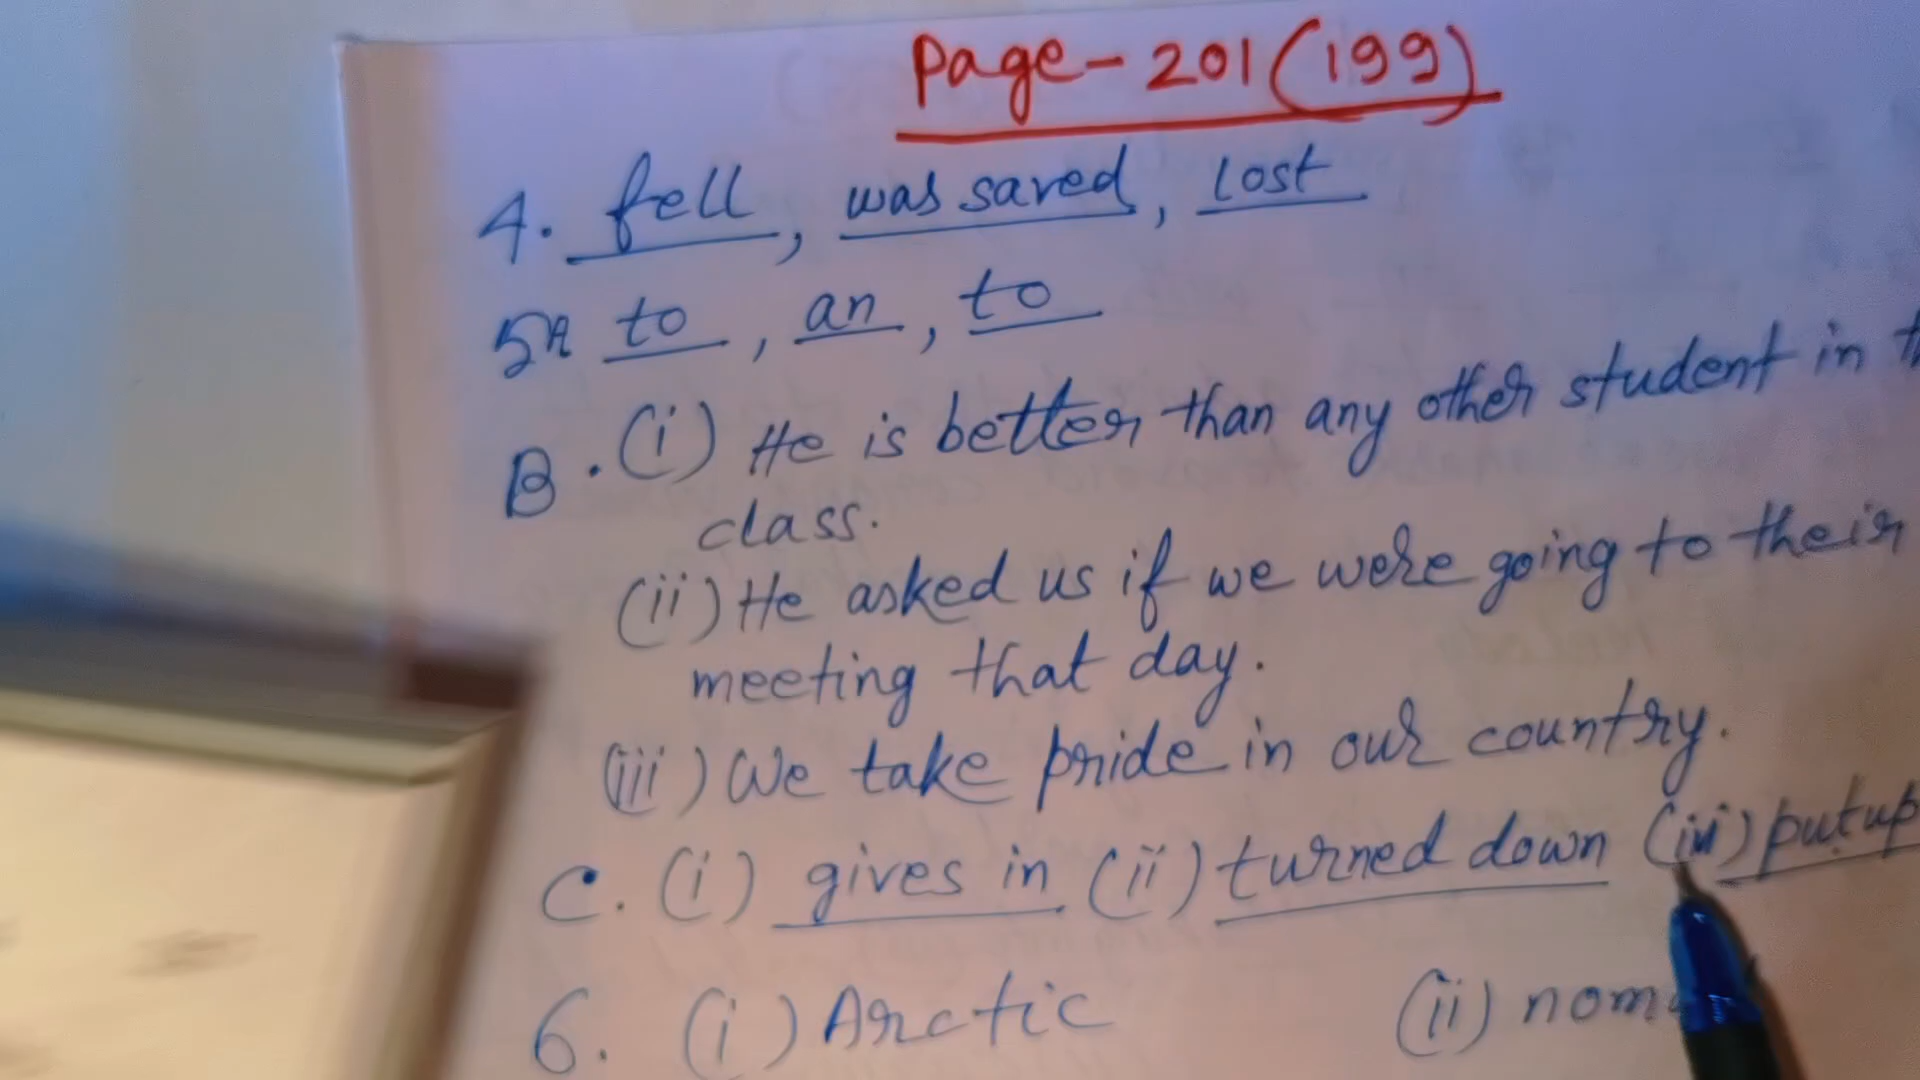 Page-201(199)
4. fell, was saved, lost
5A to, an, to
B. (i) He is better than any other student in
class.
(ii) He asked us if we were going to their
meeting that day.
(iii) We take pride in our country.
C. (i) gives in (ii) turned down (iii) put up
6. (i) Arctic (ii)